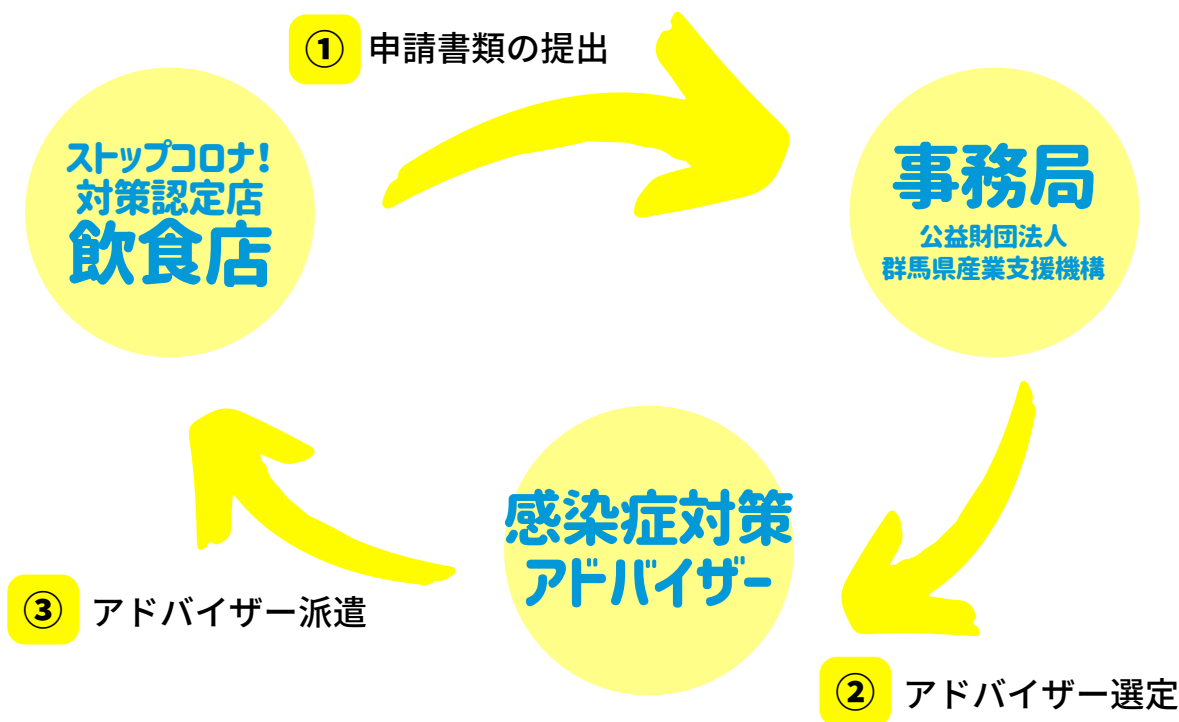 ① 申請書類の提出
ストップコロナ!
対策認定店
飲食店
事務局
公益財団法人
群馬県産業支援機構
感染症対策
アドバイザー
③ アドバイザー派遣
② アドバイザー選定